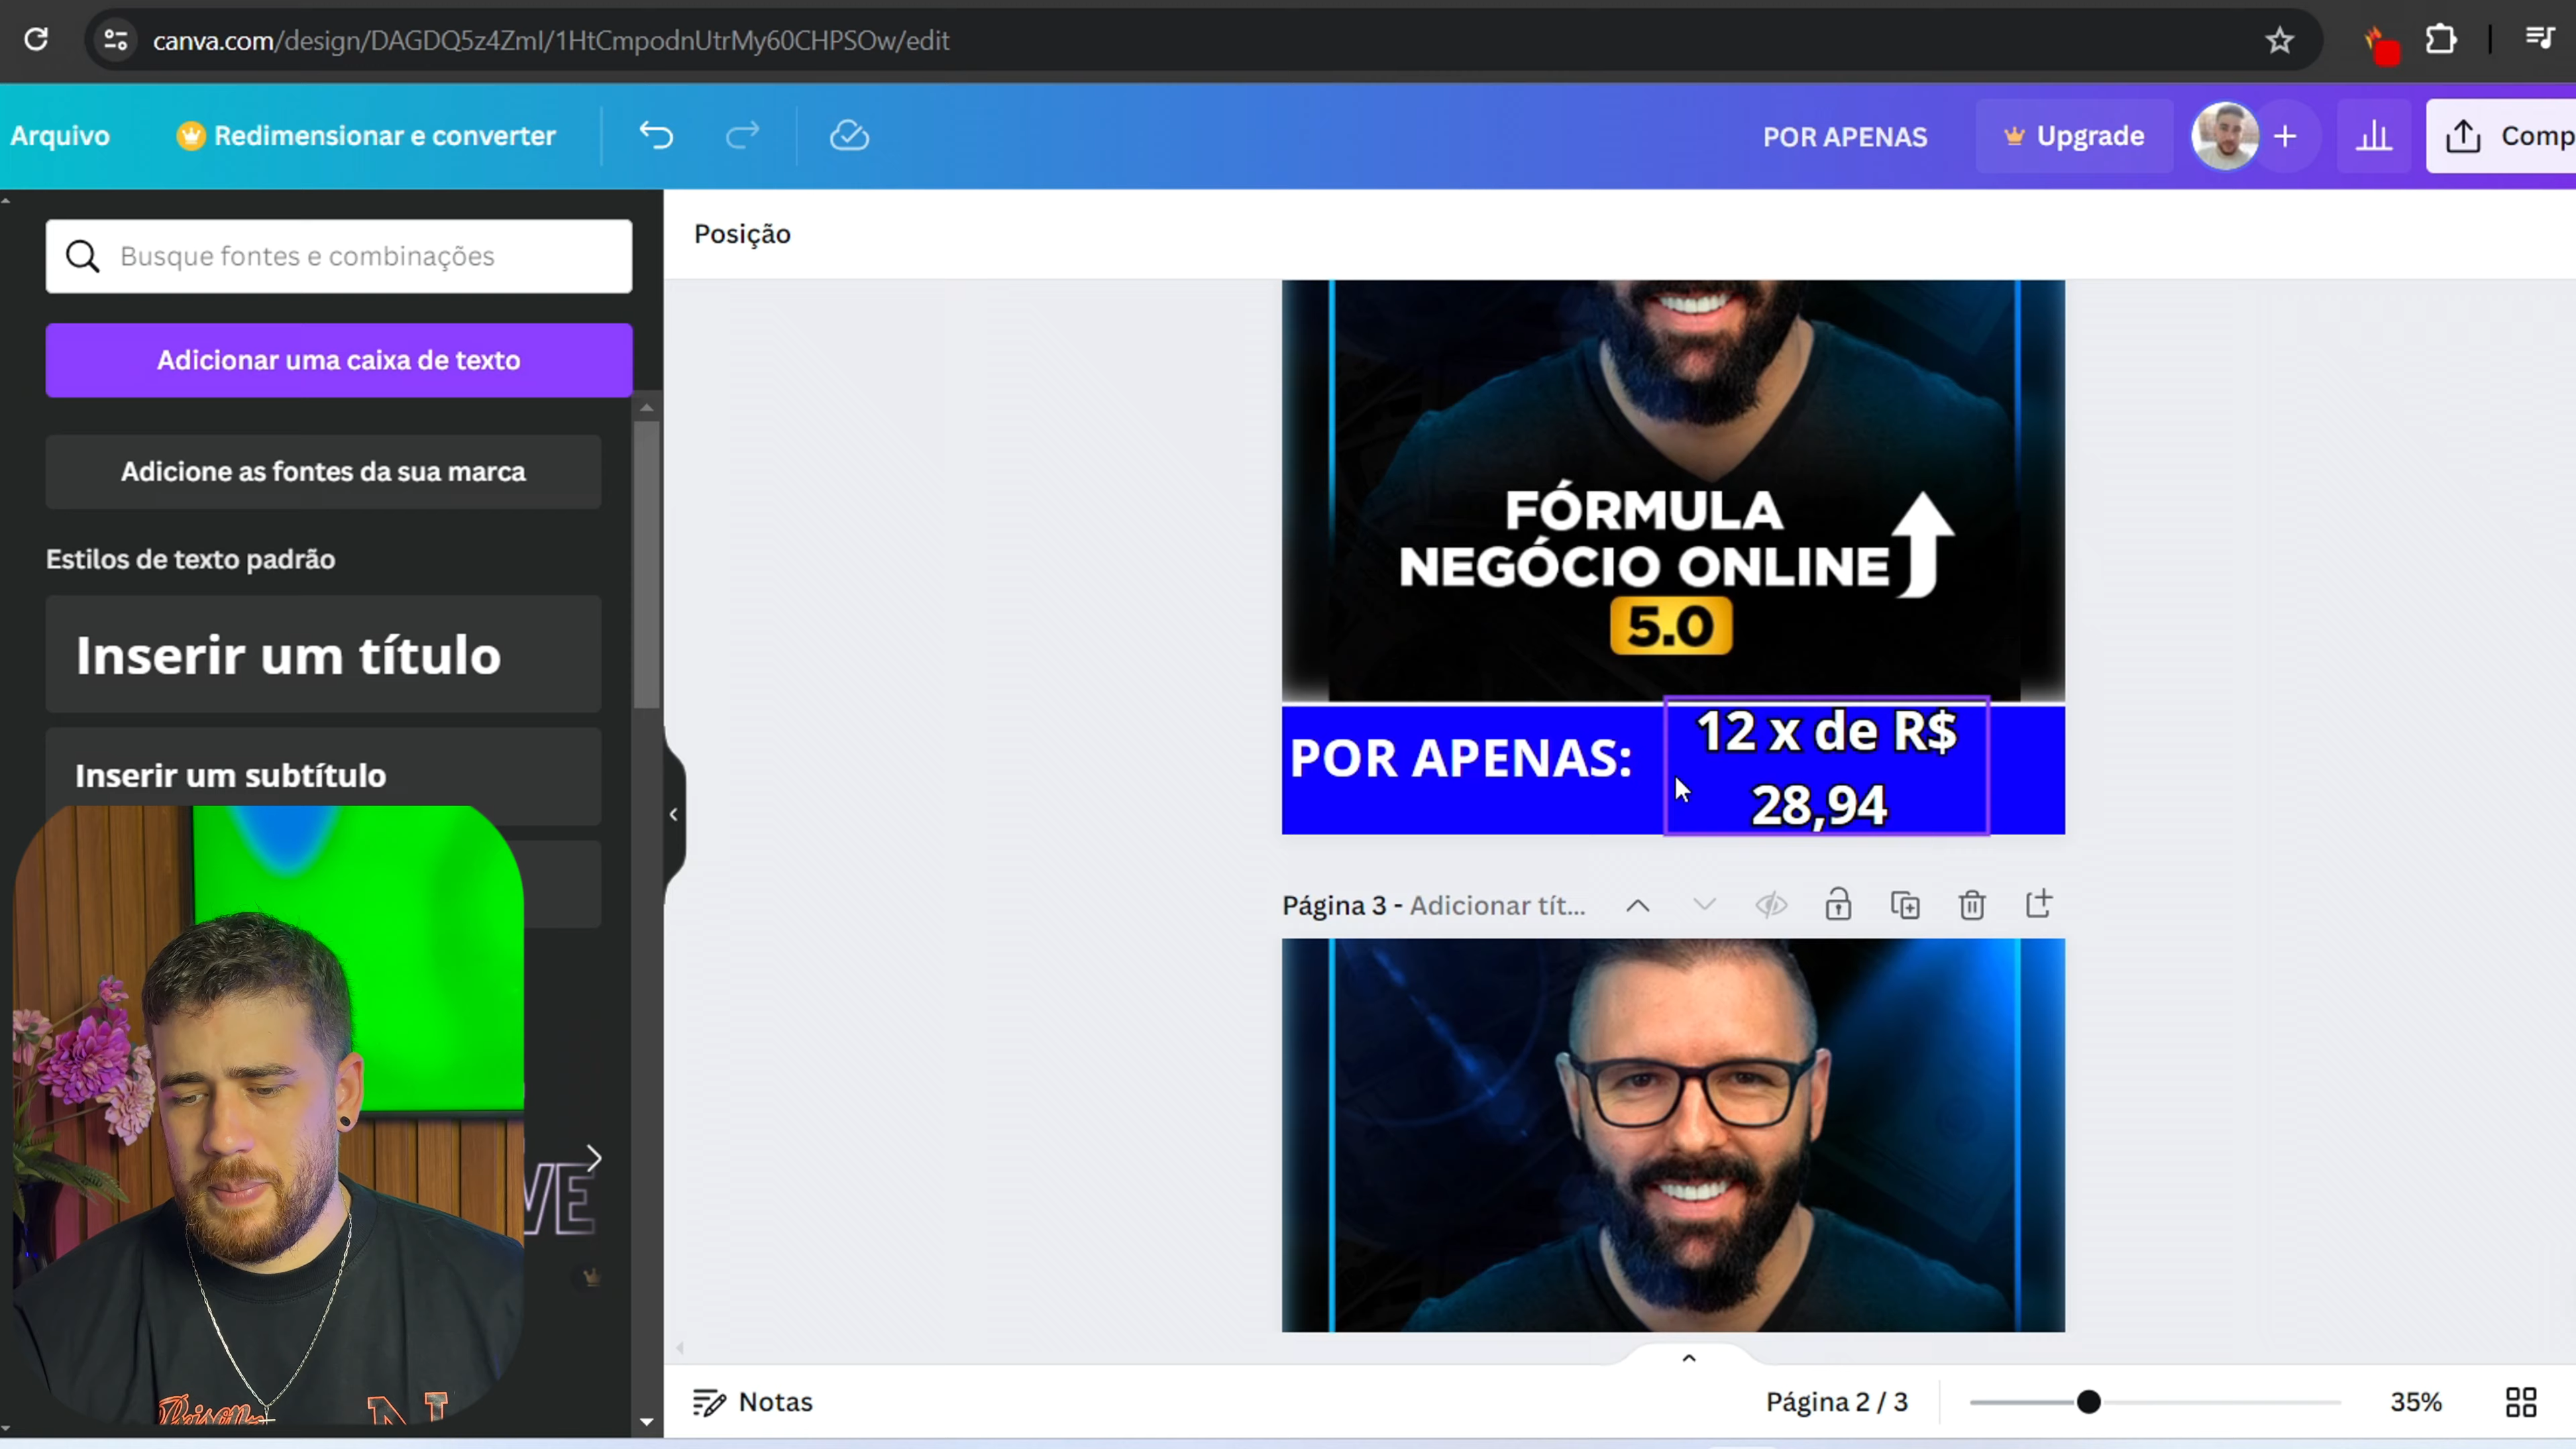 canva.com/design/DAGDQ5z4ZmI/1HtCmpodnUtrMy60CHPSOw/edit
Arquivo
Redimensionar e converter
POR APENAS
Upgrade
Comp
Busque fontes e combinações
Posição
Adicionar uma caixa de texto
Adicione as fontes da sua marca
Estilos de texto padrão
Inserir um título
Inserir um subtítulo
FÓRMULA
NEGÓCIO ONLINE
5.0
POR APENAS:
12 x de R$
28,94
Página 3 - Adicionar tít...
VE
Notas
Página 2 / 3
35%